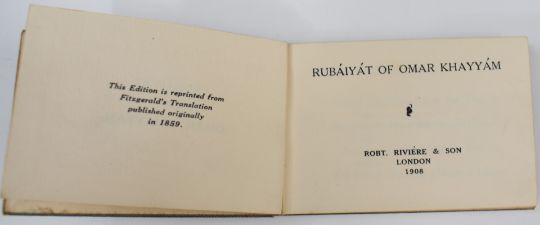 This Edition is reprinted from
Fitzgerald's Translation
published originally
in 1859.
RUBÁIYÁT OF OMAR KHAYYÁM
ROBT. RIVIÉRE & SON
LONDON
1908